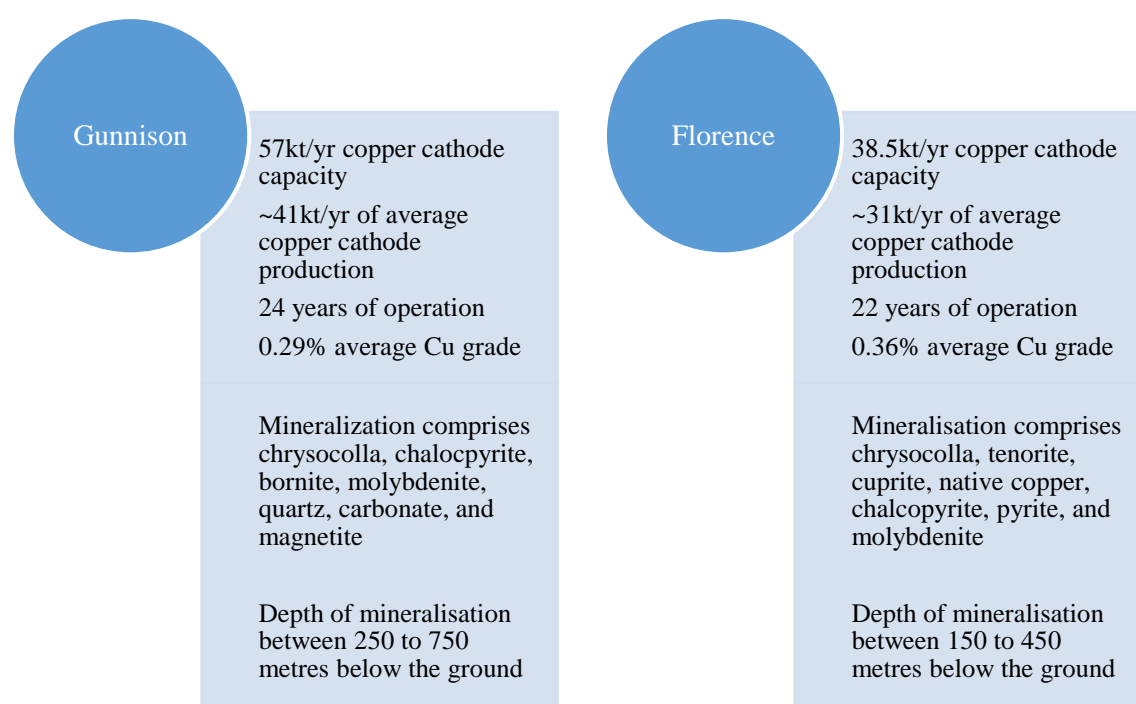 Gunnison
57kt/yr copper cathode
capacity
~41kt/yr of average
copper cathode
production
24 years of operation
0.29% average Cu grade
Mineralization comprises
chrysocolla, chalocpyrite,
bornite, molybdenite,
quartz, carbonate, and
magnetite
Depth of mineralisation
between 250 to 750
metres below the ground
Florence
38.5kt/yr copper cathode
capacity
~31kt/yr of average
copper cathode
production
22 years of operation
0.36% average Cu grade
Mineralisation comprises
chrysocolla, tenorite,
cuprite, native copper,
chalcopyrite, pyrite, and
molybdenite
Depth of mineralisation
between 150 to 450
metres below the ground